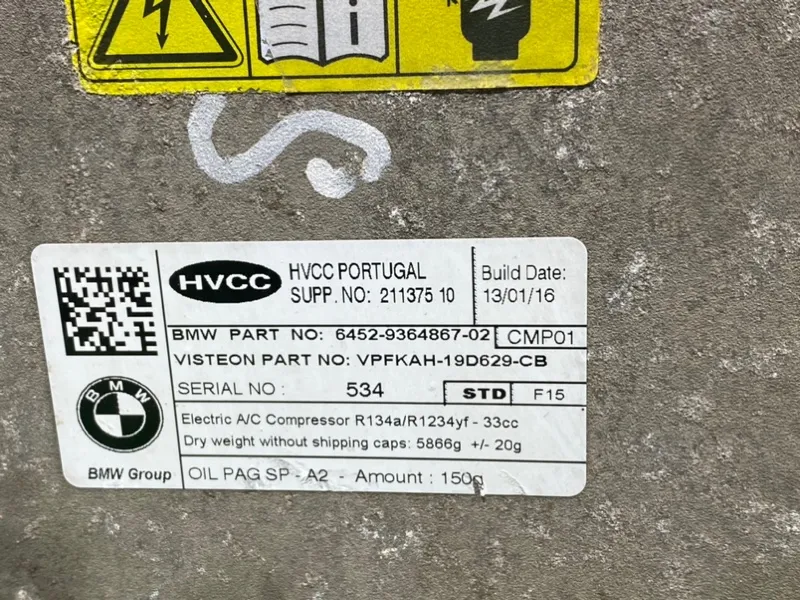 HVCC
HVCC PORTUGAL
SUPP. NO: 211375 10
Build Date:
13/01/16
BMW PART NO: 6452-9364867-02
CMP01
VISTEON PART NO: VPFKAH-19D629-CB
SERIAL NO : 534
STD
F15
Electric A/C Compressor R134a/R1234yf - 33cc
Dry weight without shipping caps: 5866g +/- 20g
BMW
BMW Group
OIL PAG SP - A2 - Amount : 150g